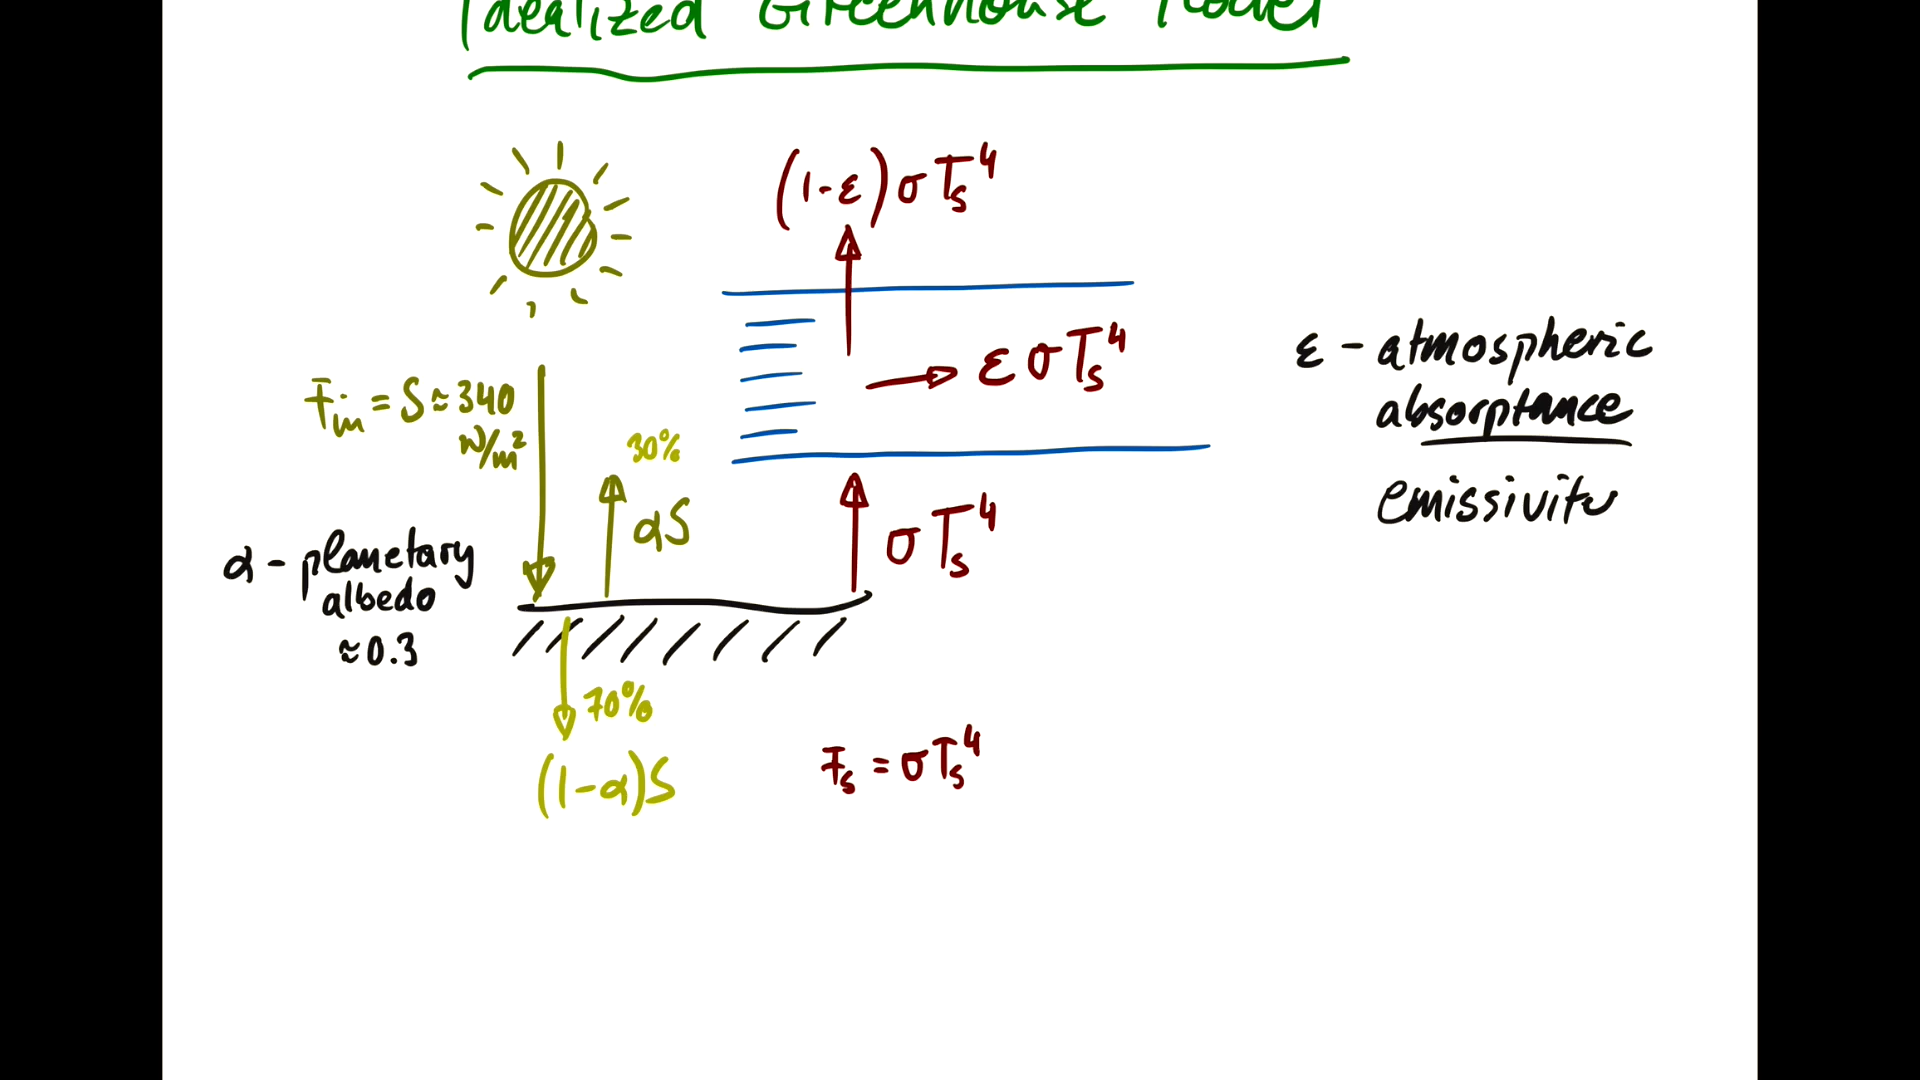 Idealized Greenhouse Model
(1-ε)σTs⁴
εσTs⁴
ε - atmospheric
absorptance
emissivity
Fin = S ≈ 340
W/m²
30%
αS
σTs⁴
α - planetary
albedo
≈0.3
70%
(1-α)S
Fs = σTs⁴